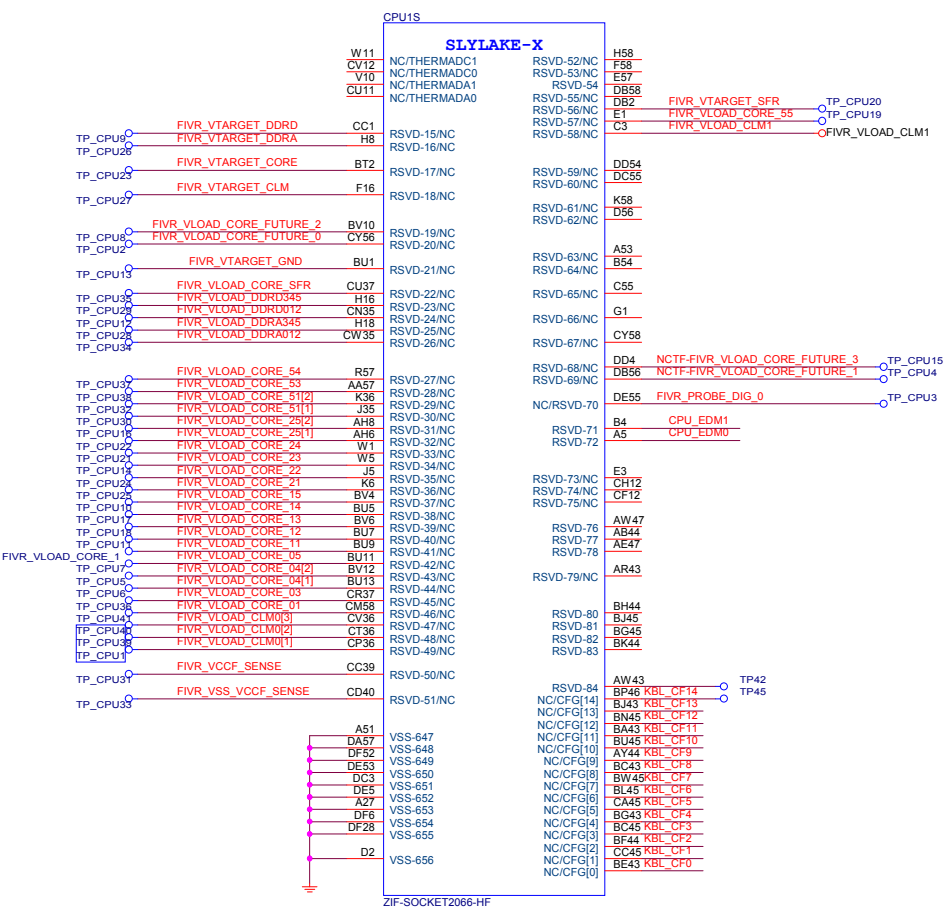 CPU1S
SLYLAKE-X
W11 NC/THERMADC1
CV12 NC/THERMADC0
V10 NC/THERMADA1
CU11 NC/THERMADA0
TP_CPU9 FIVR_VTARGET_DDRD CC1 RSVD-15/NC
TP_CPU26 FIVR_VTARGET_DDRA H8 RSVD-16/NC
TP_CPU23 FIVR_VTARGET_CORE BT2 RSVD-17/NC
TP_CPU27 FIVR_VTARGET_CLM F16 RSVD-18/NC
TP_CPU8 FIVR_VLOAD_CORE_FUTURE_2 BV10 RSVD-19/NC
TP_CPU2 FIVR_VLOAD_CORE_FUTURE_0 CY56 RSVD-20/NC
TP_CPU13 FIVR_VTARGET_GND BU1 RSVD-21/NC
TP_CPU35 FIVR_VLOAD_CORE_SFR CU37 RSVD-22/NC
TP_CPU29 FIVR_VLOAD_DDRD345 H16 RSVD-23/NC
TP_CPU12 FIVR_VLOAD_DDRD012 CN35 RSVD-24/NC
TP_CPU28 FIVR_VLOAD_DDRA345 H18 RSVD-25/NC
TP_CPU34 FIVR_VLOAD_DDRA012 CW35 RSVD-26/NC
TP_CPU37 FIVR_VLOAD_CORE_54 R57 RSVD-27/NC
TP_CPU38 FIVR_VLOAD_CORE_53 AA57 RSVD-28/NC
TP_CPU32 FIVR_VLOAD_CORE_51[2] K36 RSVD-29/NC
TP_CPU30 FIVR_VLOAD_CORE_51[1] J35 RSVD-30/NC
TP_CPU16 FIVR_VLOAD_CORE_25[2] AH8 RSVD-31/NC
TP_CPU22 FIVR_VLOAD_CORE_25[1] AH6 RSVD-32/NC
TP_CPU21 FIVR_VLOAD_CORE_24 W1 RSVD-33/NC
TP_CPU14 FIVR_VLOAD_CORE_23 W5 RSVD-34/NC
TP_CPU24 FIVR_VLOAD_CORE_22 J5 RSVD-35/NC
TP_CPU25 FIVR_VLOAD_CORE_21 K6 RSVD-36/NC
TP_CPU10 FIVR_VLOAD_CORE_15 BV4 RSVD-37/NC
TP_CPU17 FIVR_VLOAD_CORE_14 BU5 RSVD-38/NC
TP_CPU18 FIVR_VLOAD_CORE_13 BV6 RSVD-39/NC
TP_CPU11 FIVR_VLOAD_CORE_12 BU7 RSVD-40/NC
FIVR_VLOAD_CORE_1 FIVR_VLOAD_CORE_11 BU9 RSVD-41/NC
TP_CPU7 FIVR_VLOAD_CORE_05 BU11 RSVD-42/NC
TP_CPU5 FIVR_VLOAD_CORE_04[2] BV12 RSVD-43/NC
TP_CPU6 FIVR_VLOAD_CORE_04[1] BU13 RSVD-44/NC
TP_CPU36 FIVR_VLOAD_CORE_03 CR37 RSVD-45/NC
TP_CPU41 FIVR_VLOAD_CORE_01 CM58 RSVD-46/NC
TP_CPU40 FIVR_VLOAD_CLM0[3] CV36 RSVD-47/NC
TP_CPU39 FIVR_VLOAD_CLM0[2] CT36 RSVD-48/NC
TP_CPU1 FIVR_VLOAD_CLM0[1] CP36 RSVD-49/NC
TP_CPU31 FIVR_VCCF_SENSE CC39 RSVD-50/NC
TP_CPU33 FIVR_VSS_VCCF_SENSE CD40 RSVD-51/NC
A51 VSS-647
DA57 VSS-648
DF52 VSS-649
DE53 VSS-650
DC3 VSS-651
DE5 VSS-652
A27 VSS-653
DF6 VSS-654
DF28 VSS-655
D2 VSS-656
RSVD-52/NC H58
RSVD-53/NC F58
RSVD-54 E57
RSVD-55/NC DB58
RSVD-56/NC DB2 FIVR_VTARGET_SFR TP_CPU20
RSVD-57/NC E1 FIVR_VLOAD_CORE_55 TP_CPU19
RSVD-58/NC C3 FIVR_VLOAD_CLM1 FIVR_VLOAD_CLM1
RSVD-59/NC DD54
RSVD-60/NC DC55
RSVD-61/NC K58
RSVD-62/NC D56
RSVD-63/NC A53
RSVD-64/NC B54
RSVD-65/NC C55
RSVD-66/NC G1
RSVD-67/NC CY58
RSVD-68/NC DD4 NCTF-FIVR_VLOAD_CORE_FUTURE_3 TP_CPU15
RSVD-69/NC DB56 NCTF-FIVR_VLOAD_CORE_FUTURE_1 TP_CPU4
NC/RSVD-70 DE55 FIVR_PROBE_DIG_0 TP_CPU3
RSVD-71 B4 CPU_EDM1
RSVD-72 A5 CPU_EDM0
RSVD-73/NC E3
RSVD-74/NC CH12
RSVD-75/NC CF12
RSVD-76 AW47
RSVD-77 AB44
RSVD-78 AE47
RSVD-79/NC AR43
RSVD-80 BH44
RSVD-81 BJ45
RSVD-82 BG45
RSVD-83 BK44
RSVD-84 AW43 TP42
NC/CFG[14] BP46 KBL_CF14 TP45
NC/CFG[13] BJ43 KBL_CF13
NC/CFG[12] BN45 KBL_CF12
NC/CFG[11] BA43 KBL_CF11
NC/CFG[10] BU45 KBL_CF10
NC/CFG[9] AY44 KBL_CF9
NC/CFG[8] BC43 KBL_CF8
NC/CFG[7] BW45 KBL_CF7
NC/CFG[6] BL45 KBL_CF6
NC/CFG[5] CA45 KBL_CF5
NC/CFG[4] BG43 KBL_CF4
NC/CFG[3] BC45 KBL_CF3
NC/CFG[2] BF44 KBL_CF2
NC/CFG[1] CC45 KBL_CF1
NC/CFG[0] BE43 KBL_CF0
ZIF-SOCKET2066-HF